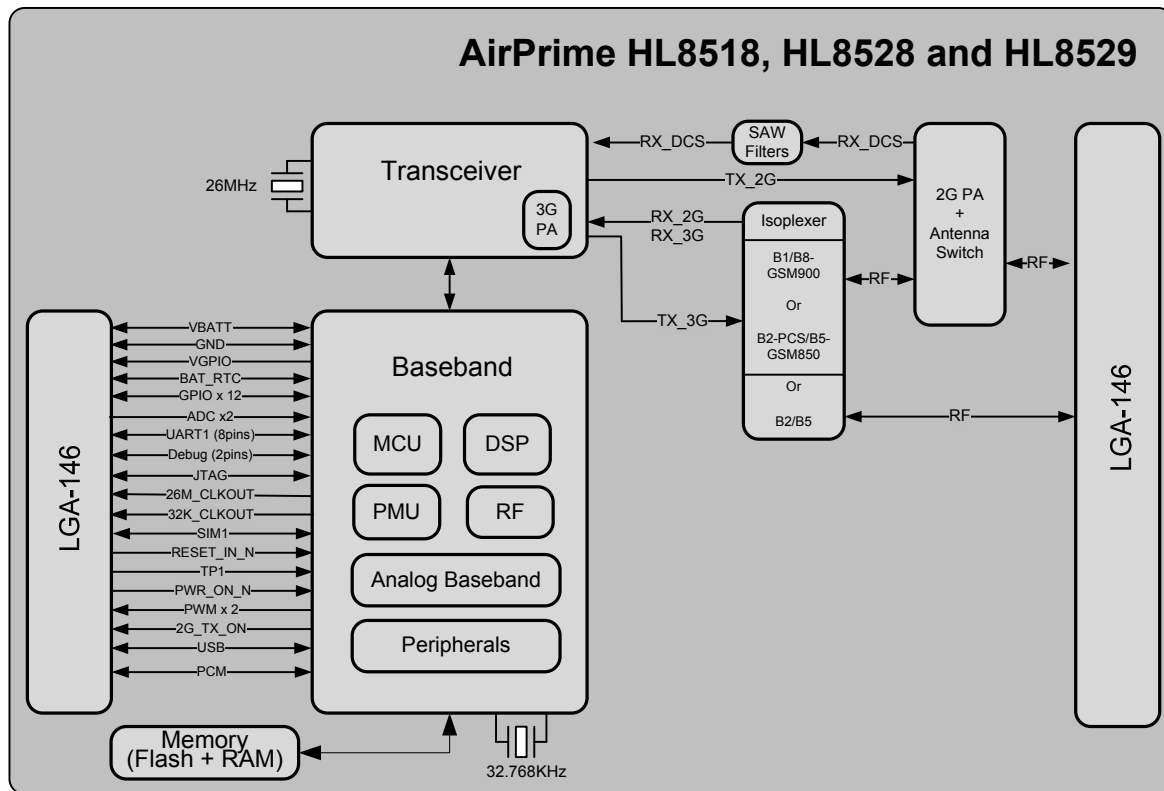 AirPrime HL8518, HL8528 and HL8529
Transceiver
3G
PA
26MHz
RX_DCS
SAW
Filters
RX_DCS
TX_2G
RX_2G
RX_3G
TX_3G
Isoplexer
B1/B8-
GSM900
Or
B2-PCS/B5-
GSM850
Or
B2/B5
RF
2G PA
+
Antenna
Switch
RF
RF
LGA-146
LGA-146
VBATT
GND
VGPIO
BAT_RTC
GPIO x 12
ADC x2
UART1 (8pins)
Debug (2pins)
JTAG
26M_CLKOUT
32K_CLKOUT
SIM1
RESET_IN_N
TP1
PWR_ON_N
PWM x 2
2G_TX_ON
USB
PCM
Baseband
MCU
DSP
PMU
RF
Analog Baseband
Peripherals
Memory
(Flash + RAM)
32.768KHz